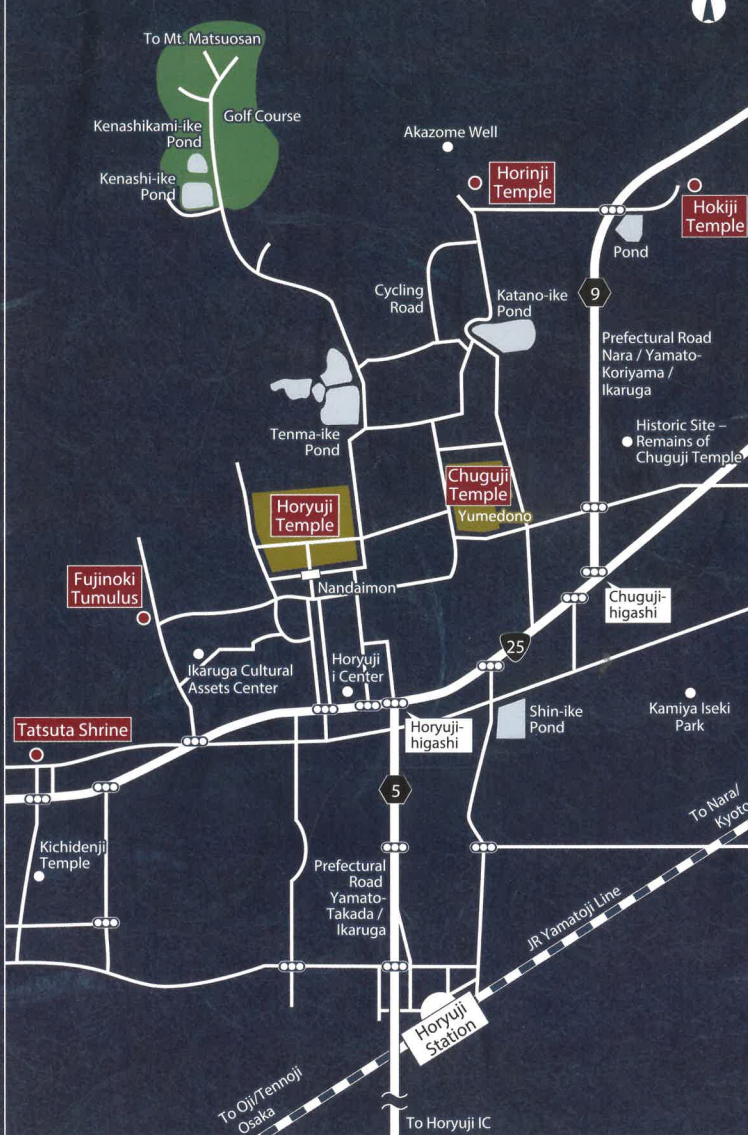 To Mt. Matsuosan
Golf Course
Kenashikami-ike
Pond
Kenashi-ike
Pond
Akazome Well
Horinji
Temple
Hokiji
Temple
Pond
Cycling
Road
Katano-ike
Pond
9
Prefectural Road
Nara / Yamato-
Koriyama /
Ikaruga
Tenma-ike
Pond
Historic Site –
Remains of
Chuguji Temple
Horyuji
Temple
Chuguji
Temple
Yumedono
Fujinoki
Tumulus
Nandaimon
Chuguji-
higashi
25
Ikaruga Cultural
Assets Center
Horyuji
i Center
Tatsuta Shrine
Horyuji-
higashi
Shin-ike
Pond
Kamiya Iseki
Park
5
To Nara/
Kyoto
Kichidenji
Temple
Prefectural
Road
Yamato-
Takada /
Ikaruga
JR Yamatoji Line
Horyuji
Station
To Oji/Tennoji
Osaka
To Horyuji IC